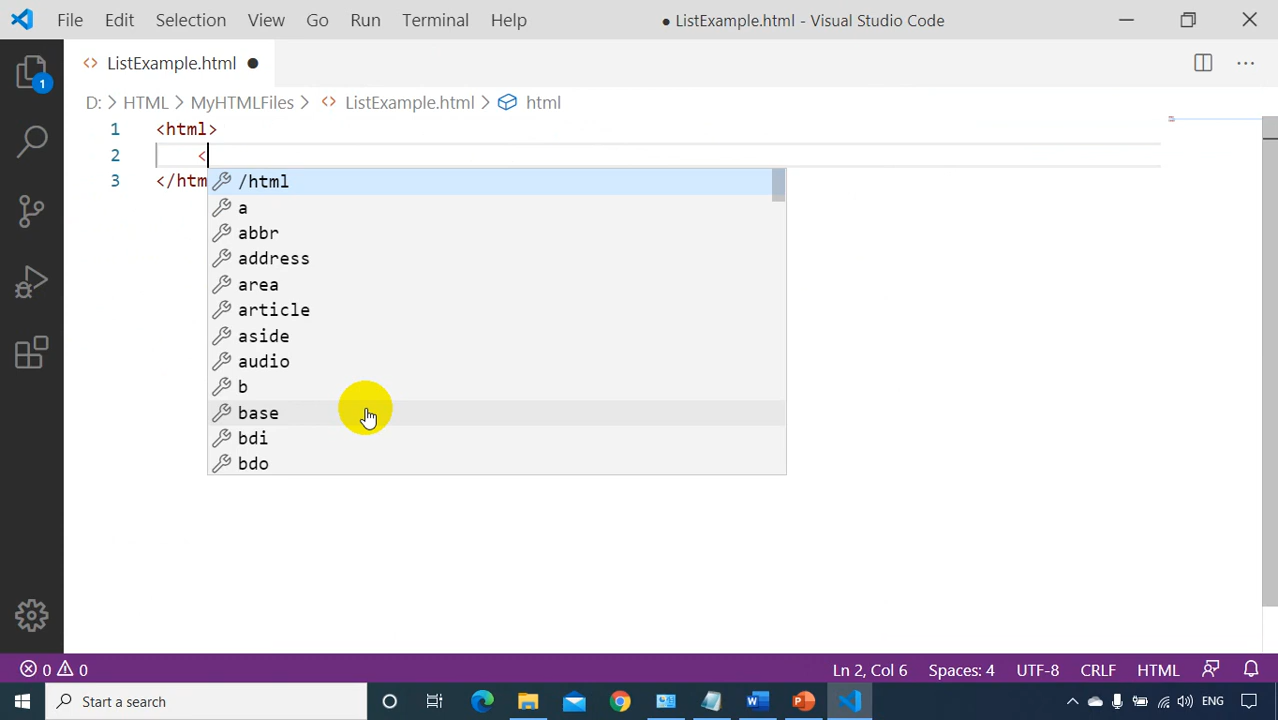 File Edit Selection View Go Run Terminal Help ● ListExample.html - Visual Studio Code
<> ListExample.html ●
D: > HTML > MyHTMLFiles > <> ListExample.html > html
1 <html>
2 <
3 </htm
/html
a
abbr
address
area
article
aside
audio
b
base
bdi
bdo
1
0 0 Ln 2, Col 6 Spaces: 4 UTF-8 CRLF HTML
Start a search ENG